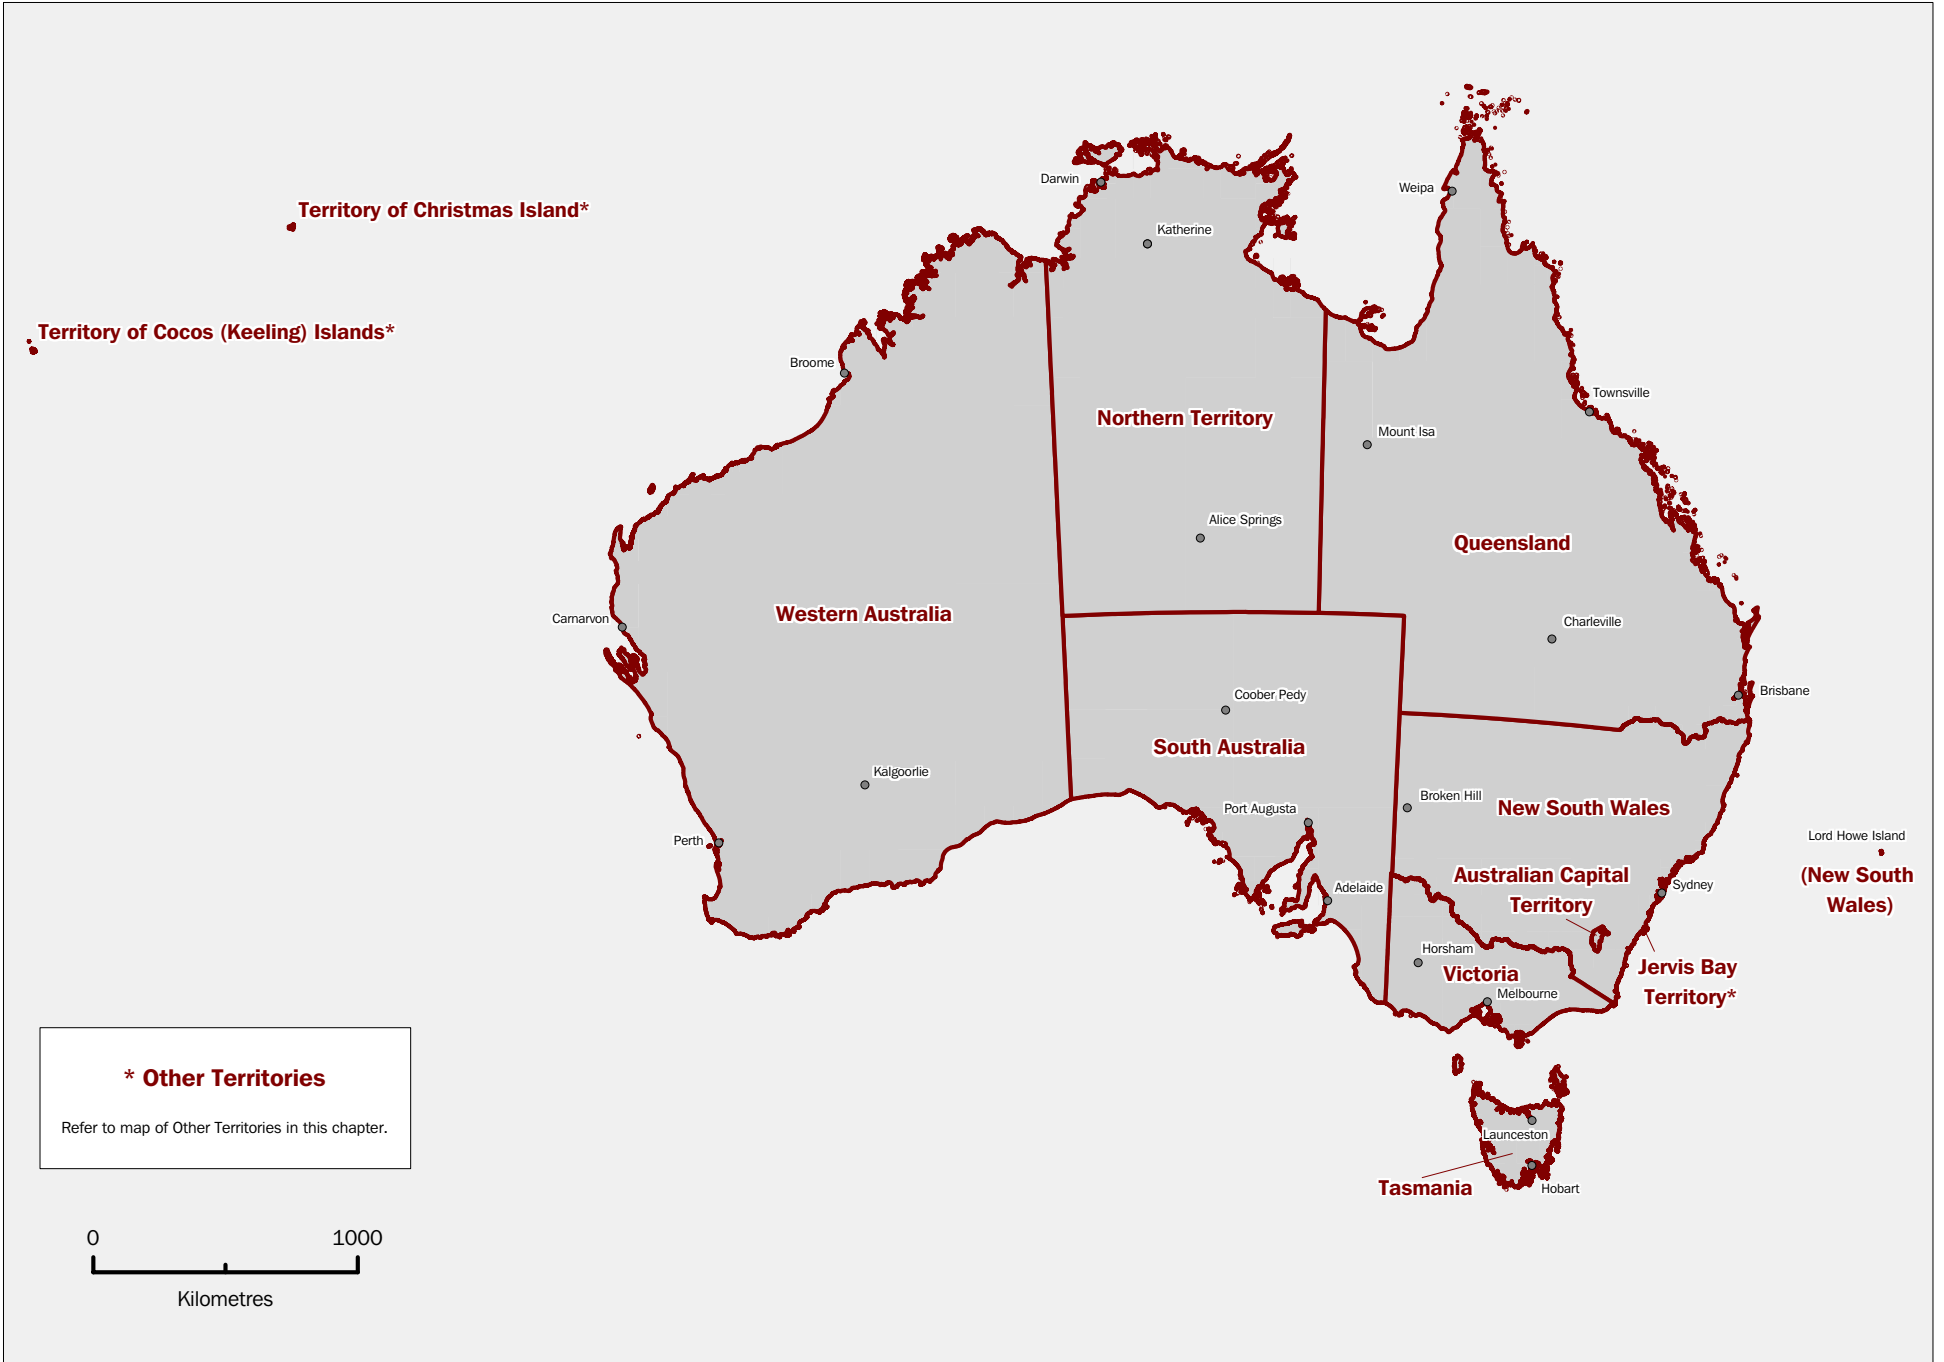 Darwin
Weipa
Territory of Christmas Island*
Katherine
Territory of Cocos (Keeling) Islands*
Broome
Townsville
Northern Territory
Mount Isa
Alice Springs
Queensland
Western Australia
Carnarvon
Charleville
Coober Pedy
Brisbane
South Australia
Kalgoorlie
Broken Hill
Port Augusta
New South Wales
Perth
Lord Howe Island
(New South
Wales)
Australian Capital
Territory
Adelaide
Sydney
Horsham
Victoria
Jervis Bay
Territory*
Melbourne
* Other Territories
Refer to map of Other Territories in this chapter.
Launceston
Tasmania
Hobart
0 1000
Kilometres